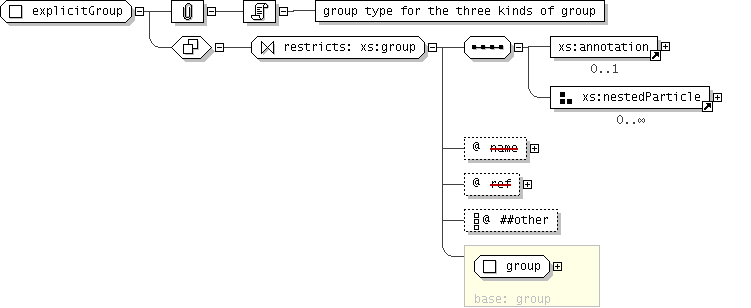 explicitGroup
group type for the three kinds of group
restricts: xs:group
xs:annotation
0..1
xs:nestedParticle
0..∞
@ name
@ ref
@ ##other
group
base: group